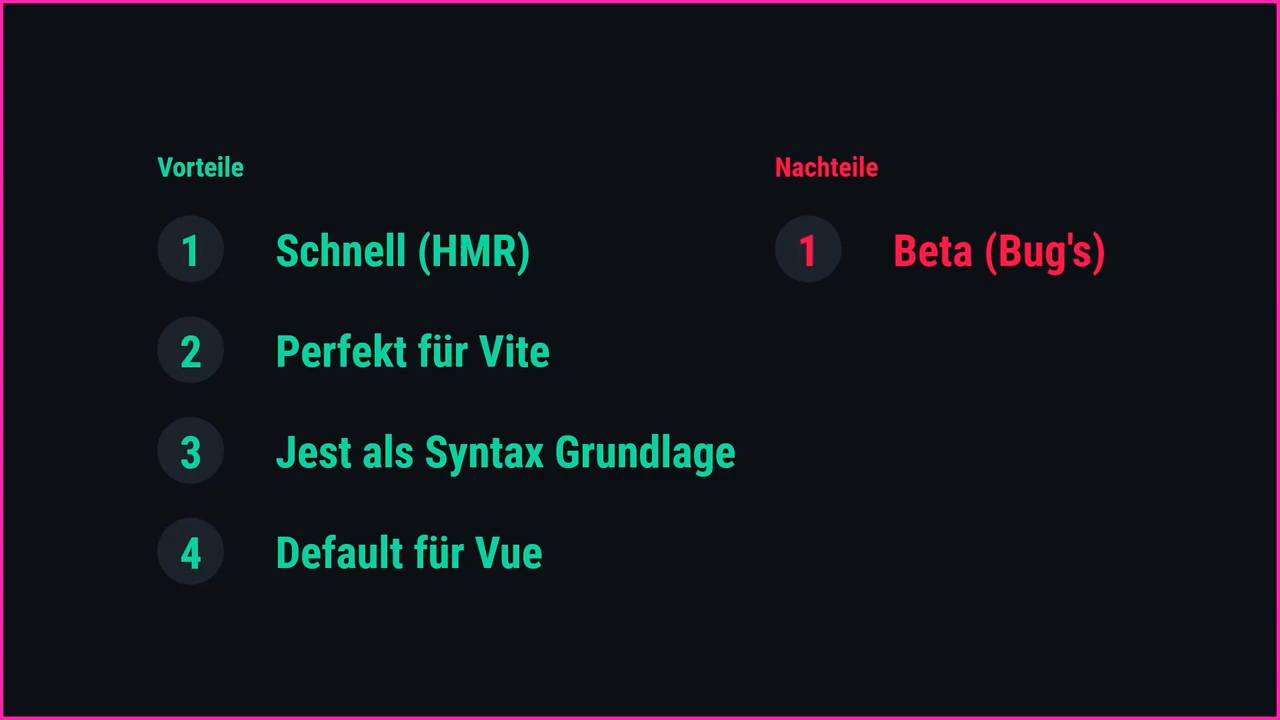 Vorteile
1 Schnell (HMR)
2 Perfekt für Vite
3 Jest als Syntax Grundlage
4 Default für Vue
Nachteile
1 Beta (Bug's)